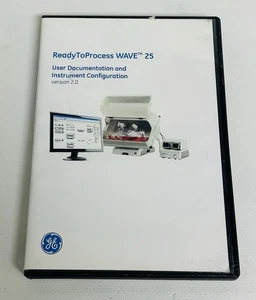 ReadyToProcess WAVE™ 25
User Documentation and
Instrument Configuration
version 2.0
GE